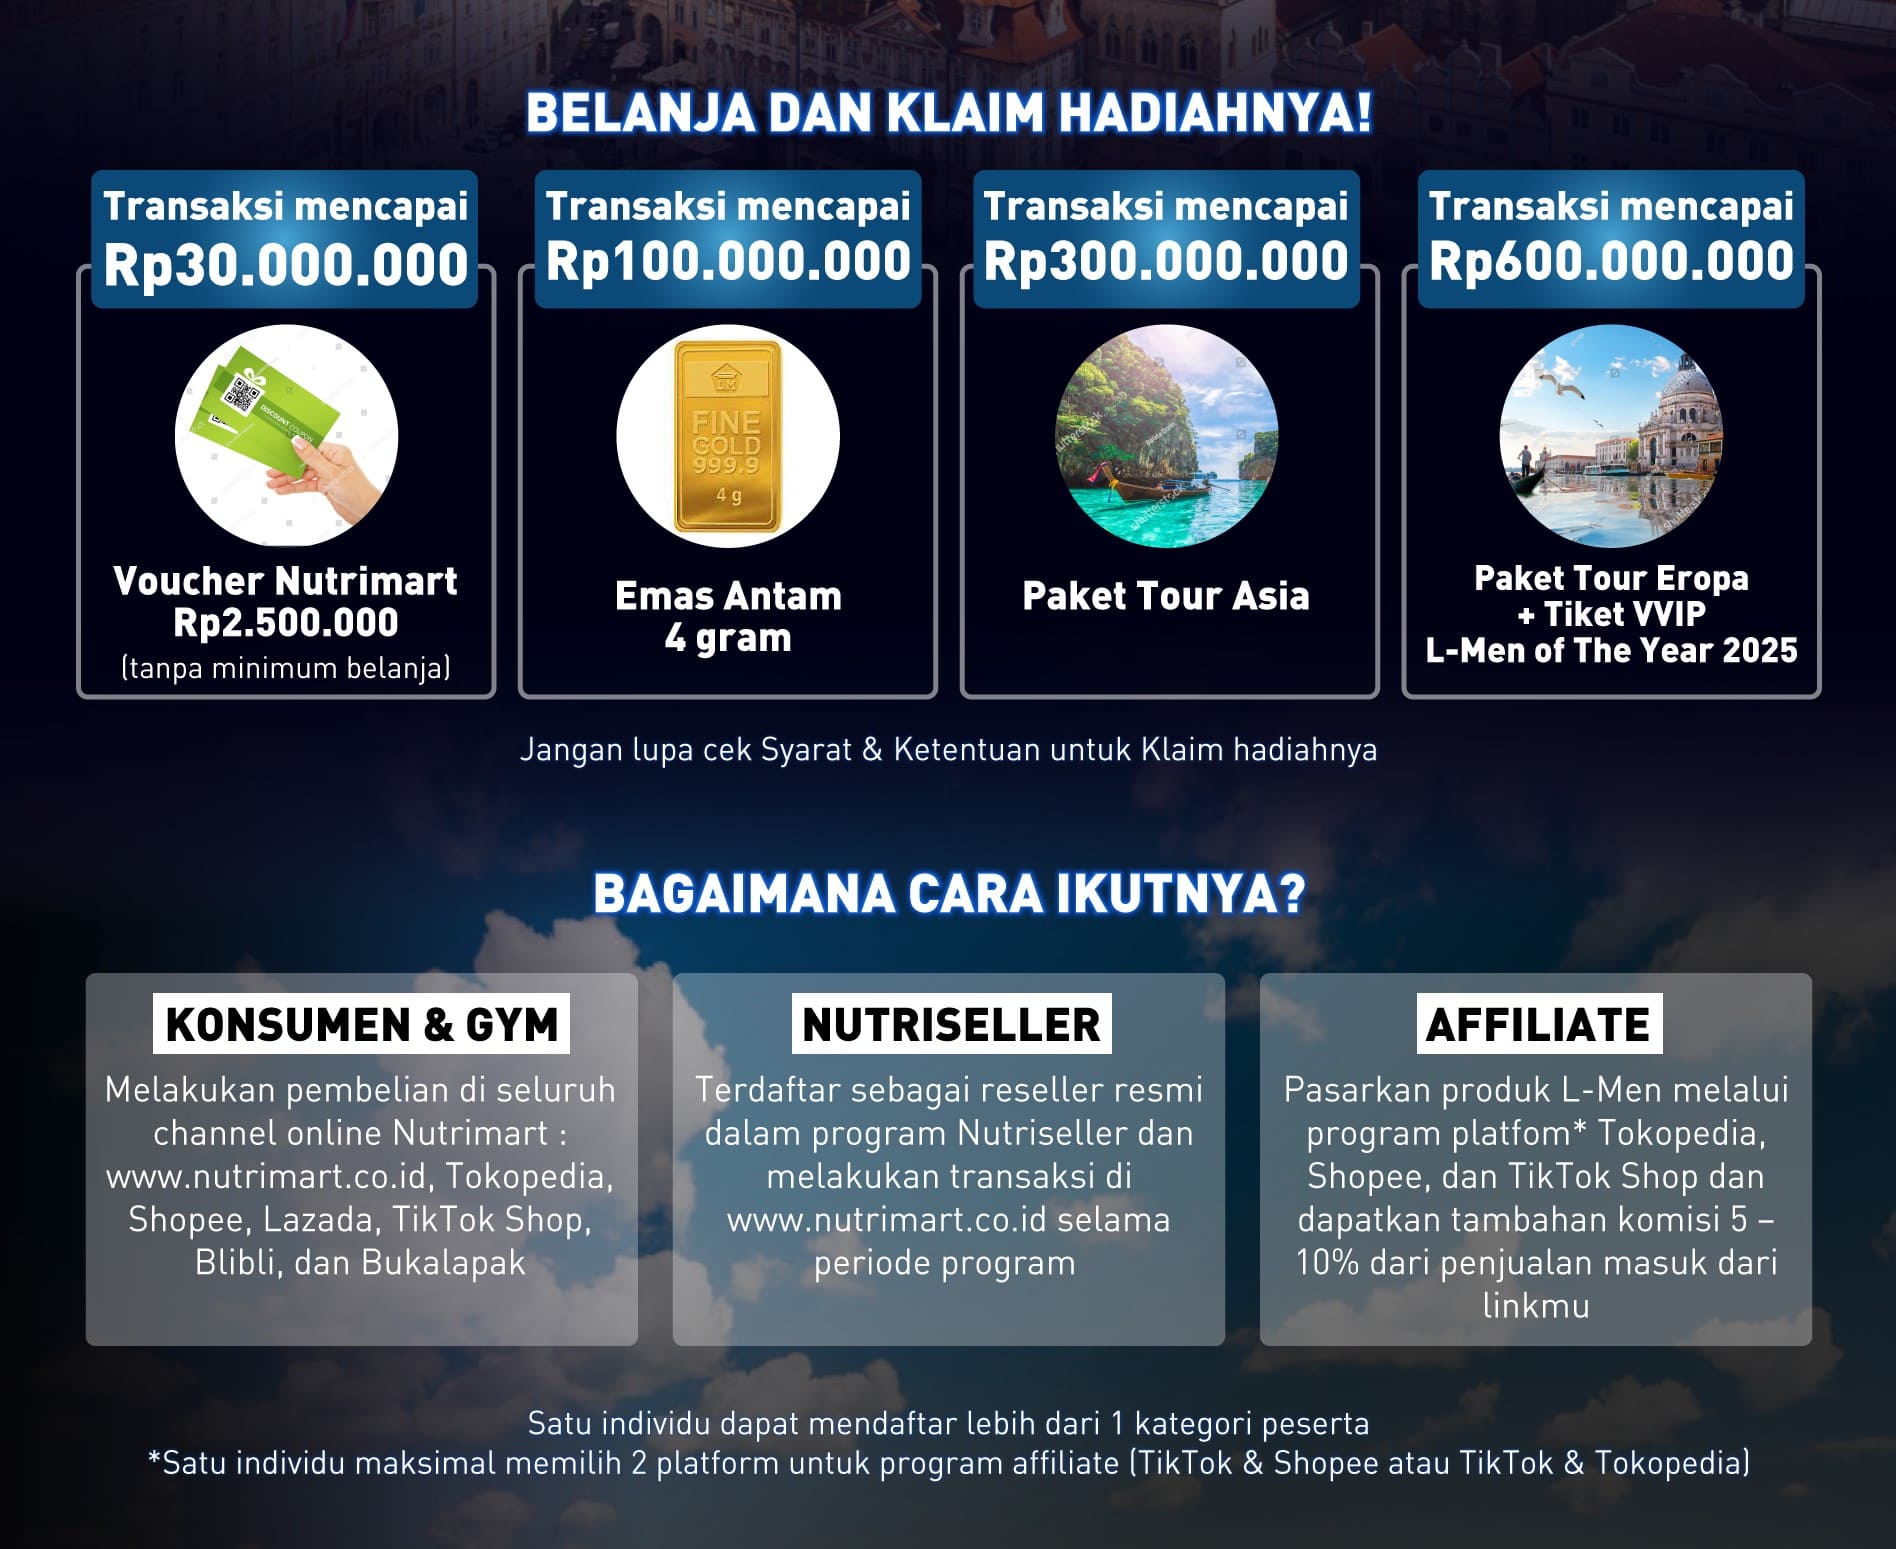 BELANJA DAN KLAIM HADIAHNYA!
Transaksi mencapai
Rp30.000.000
DISCOUNT COUPON
Voucher Nutrimart
Rp2.500.000
(tanpa minimum belanja)
Transaksi mencapai
Rp100.000.000
LM
FINE
GOLD
999.9
4 g
Emas Antam
4 gram
Transaksi mencapai
Rp300.000.000
shutterstock
Paket Tour Asia
Transaksi mencapai
Rp600.000.000
shutterstock
Paket Tour Eropa
+ Tiket VVIP
L-Men of The Year 2025
Jangan lupa cek Syarat & Ketentuan untuk Klaim hadiahnya
BAGAIMANA CARA IKUTNYA?
KONSUMEN & GYM
Melakukan pembelian di seluruh
channel online Nutrimart :
www.nutrimart.co.id, Tokopedia,
Shopee, Lazada, TikTok Shop,
Blibli, dan Bukalapak
NUTRISELLER
Terdaftar sebagai reseller resmi
dalam program Nutriseller dan
melakukan transaksi di
www.nutrimart.co.id selama
periode program
AFFILIATE
Pasarkan produk L-Men melalui
program platfom* Tokopedia,
Shopee, dan TikTok Shop dan
dapatkan tambahan komisi 5 –
10% dari penjualan masuk dari
linkmu
Satu individu dapat mendaftar lebih dari 1 kategori peserta
*Satu individu maksimal memilih 2 platform untuk program affiliate (TikTok & Shopee atau TikTok & Tokopedia)